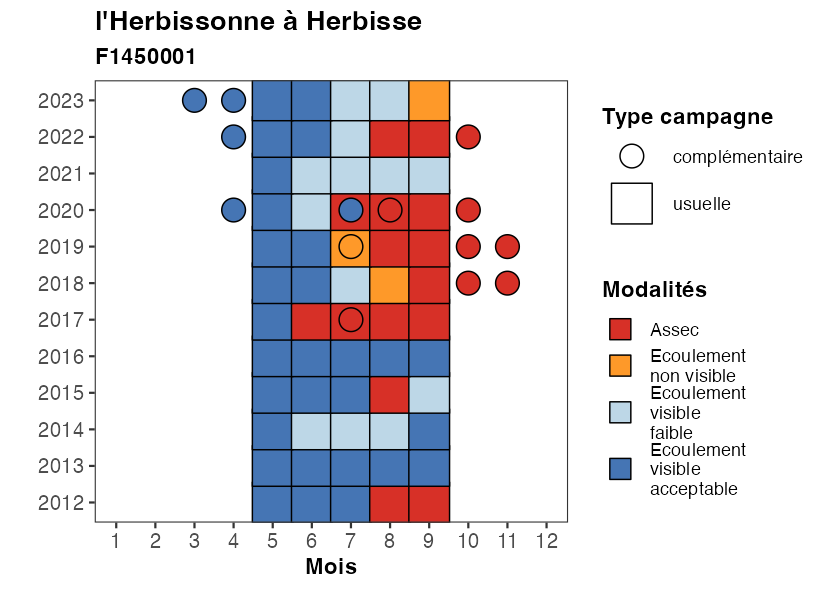 l'Herbissonne à Herbisse
F1450001
2023
2022
2021
2020
2019
2018
2017
2016
2015
2014
2013
2012
1 2 3 4 5 6 7 8 9 10 11 12
Mois
Type campagne
complémentaire
usuelle
Modalités
Assec
Ecoulement
non visible
Ecoulement
visible
faible
Ecoulement
visible
acceptable